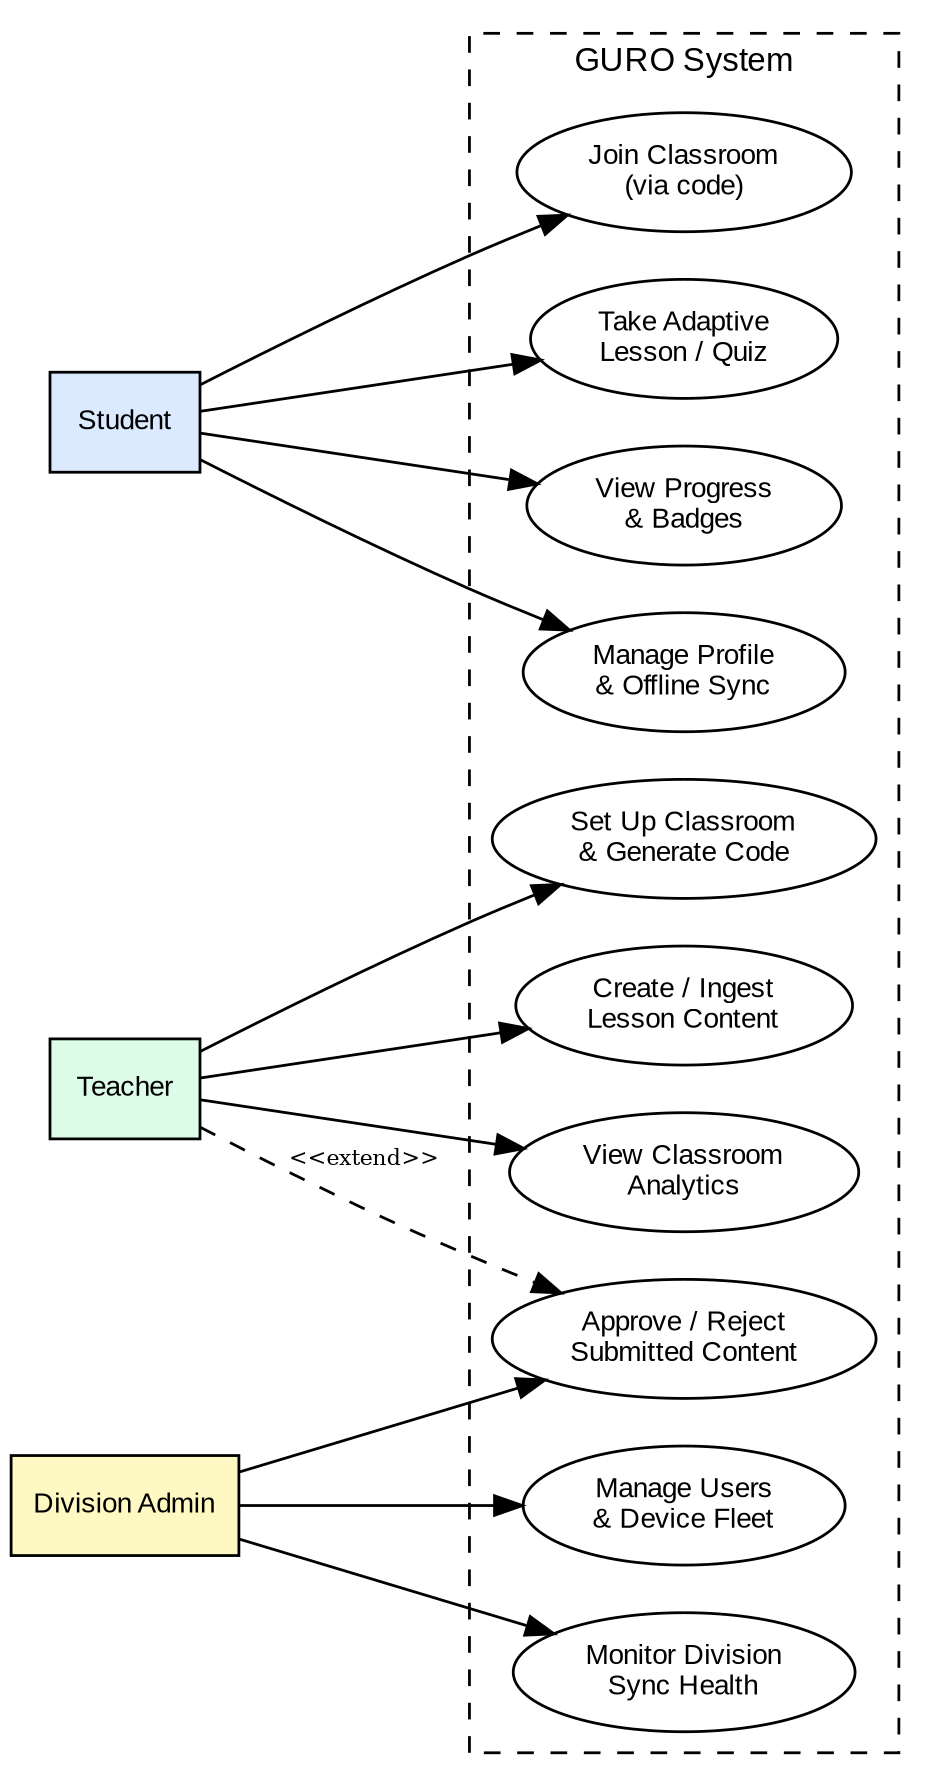 GURO System
Join Classroom
(via code)
Take Adaptive
Lesson / Quiz
Student
View Progress
& Badges
Manage Profile
& Offline Sync
Set Up Classroom
& Generate Code
Create / Ingest
Lesson Content
Teacher
<<extend>>
View Classroom
Analytics
Approve / Reject
Submitted Content
Division Admin
Manage Users
& Device Fleet
Monitor Division
Sync Health